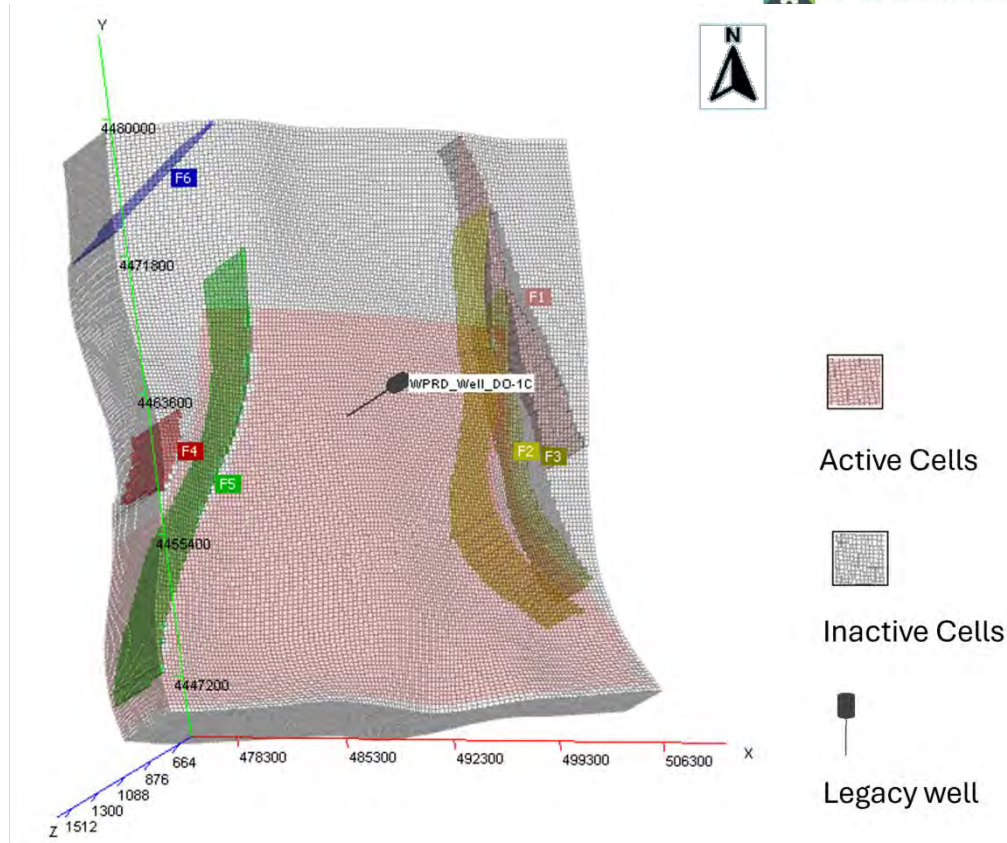 N
Y
4480000
F6
4471800
F1
WPRD_Well_DO-1C
4463600
F4
F2
F3
F5
Active Cells
4455400
Inactive Cells
4447200
664
876
1088
1300
Z 1512
478300
485300
492300
499300
506300
X
Legacy well